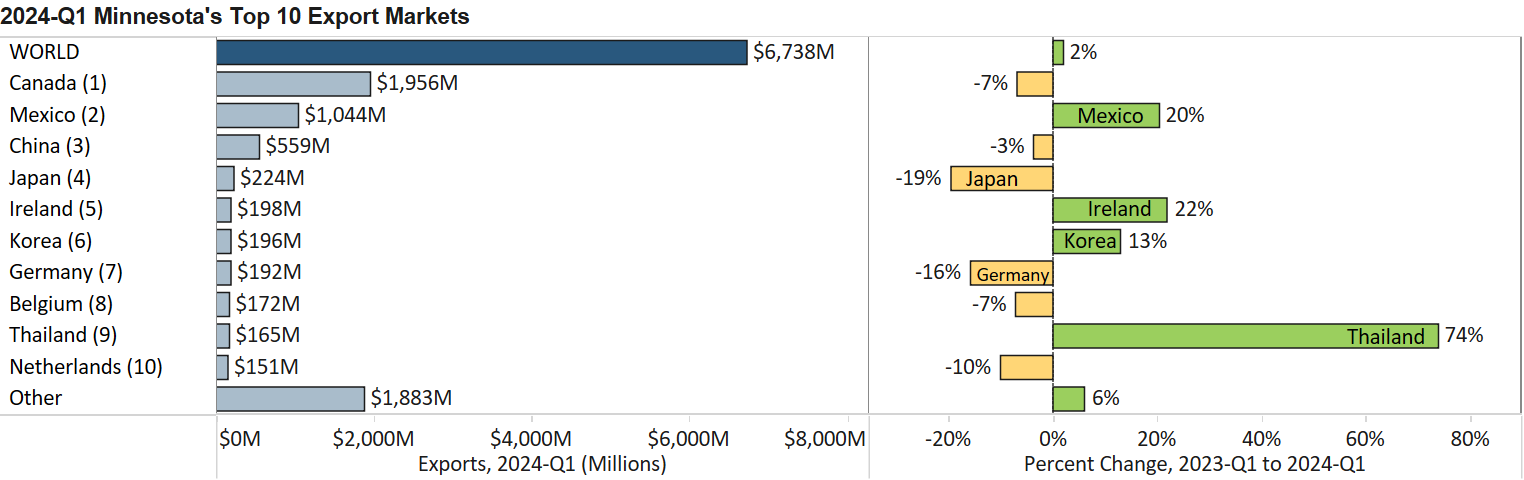 2024-Q1 Minnesota's Top 10 Export Markets
WORLD $6,738M 2%
Canada (1) $1,956M -7%
Mexico (2) $1,044M Mexico 20%
China (3) $559M -3%
Japan (4) $224M -19% Japan
Ireland (5) $198M Ireland 22%
Korea (6) $196M Korea 13%
Germany (7) $192M -16% Germany
Belgium (8) $172M -7%
Thailand (9) $165M Thailand 74%
Netherlands (10) $151M -10%
Other $1,883M 6%
$0M $2,000M $4,000M $6,000M $8,000M -20% 0% 20% 40% 60% 80%
Exports, 2024-Q1 (Millions) Percent Change, 2023-Q1 to 2024-Q1